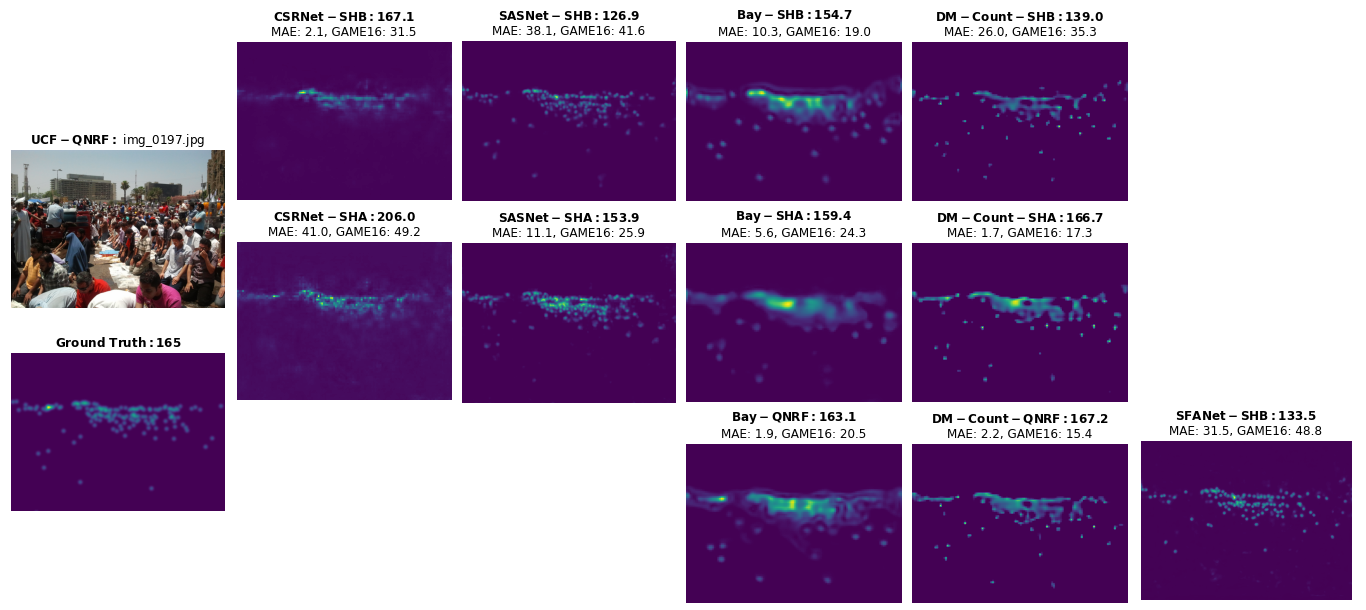 CSRNet−SHB: 167.1
MAE: 2.1, GAME16: 31.5
SASNet−SHB: 126.9
MAE: 38.1, GAME16: 41.6
Bay−SHB: 154.7
MAE: 10.3, GAME16: 19.0
DM−Count−SHB: 139.0
MAE: 26.0, GAME16: 35.3
UCF−QNRF: img_0197.jpg
CSRNet−SHA: 206.0
MAE: 41.0, GAME16: 49.2
SASNet−SHA: 153.9
MAE: 11.1, GAME16: 25.9
Bay−SHA: 159.4
MAE: 5.6, GAME16: 24.3
DM−Count−SHA: 166.7
MAE: 1.7, GAME16: 17.3
Ground Truth: 165
Bay−QNRF: 163.1
MAE: 1.9, GAME16: 20.5
DM−Count−QNRF: 167.2
MAE: 2.2, GAME16: 15.4
SFANet−SHB: 133.5
MAE: 31.5, GAME16: 48.8